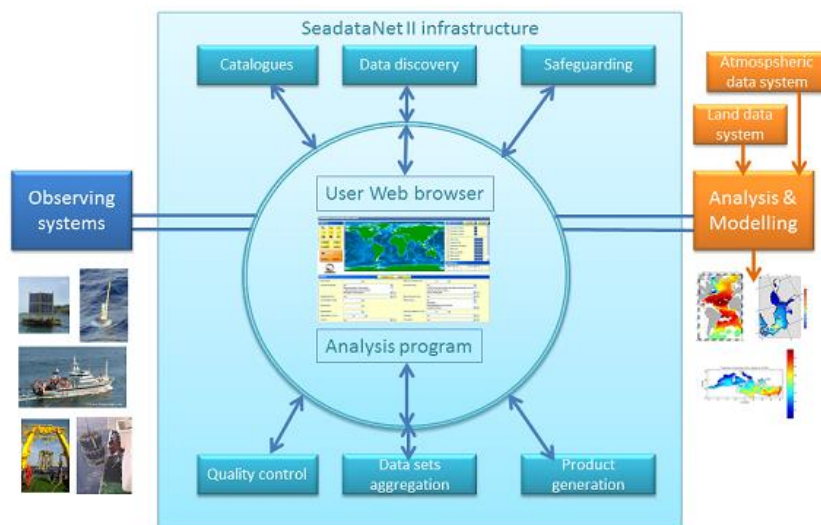 SeadataNet II infrastructure
Catalogues
Data discovery
Safeguarding
Atmospsheric
data system
Land data
system
Observing
systems
User Web browser
Analysis &
Modelling
Analysis program
Quality control
Data sets
aggregation
Product
generation